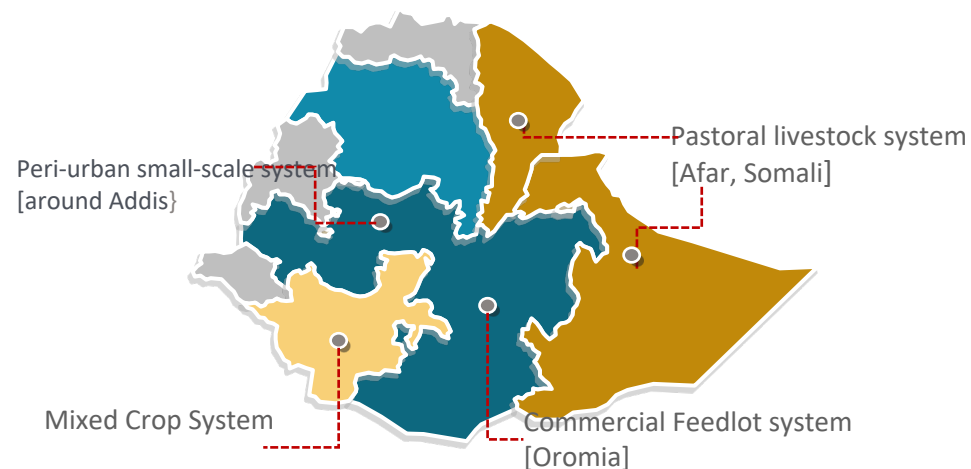 Pastoral livestock system
[Afar, Somali]
Peri-urban small-scale system
[around Addis}
Mixed Crop System
Commercial Feedlot system
[Oromia]